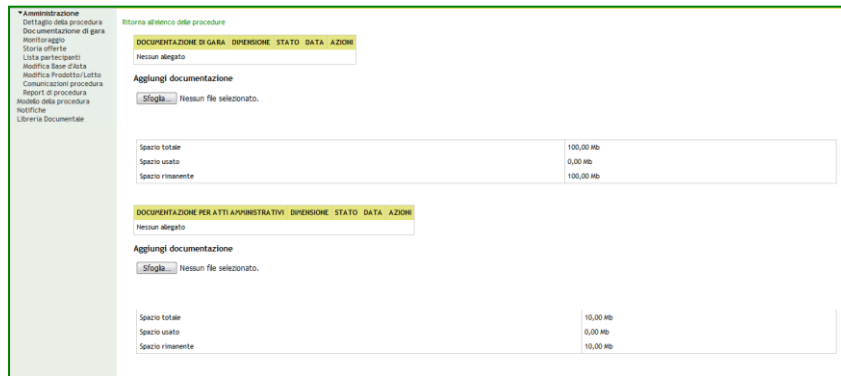 ▼Amministrazione
Dettaglio della procedura
Documentazione di gara
Monitoraggio
Storia offerte
Lista partecipanti
Modifica Base d'Asta
Modifica Prodotto/Lotto
Comunicazioni procedura
Report di procedura
Modello della procedura
Notifiche
Libreria Documentale
Ritorna all'elenco delle procedure
DOCUMENTAZIONE DI GARA DIMENSIONE STATO DATA AZIONI
Nessun allegato
Aggiungi documentazione
Sfoglia... Nessun file selezionato.
Spazio totale 100,00 Mb
Spazio usato 0,00 Mb
Spazio rimanente 100,00 Mb
DOCUMENTAZIONE PER ATTI AMMINISTRATIVI DIMENSIONE STATO DATA AZIONI
Nessun allegato
Aggiungi documentazione
Sfoglia... Nessun file selezionato.
Spazio totale 10,00 Mb
Spazio usato 0,00 Mb
Spazio rimanente 10,00 Mb